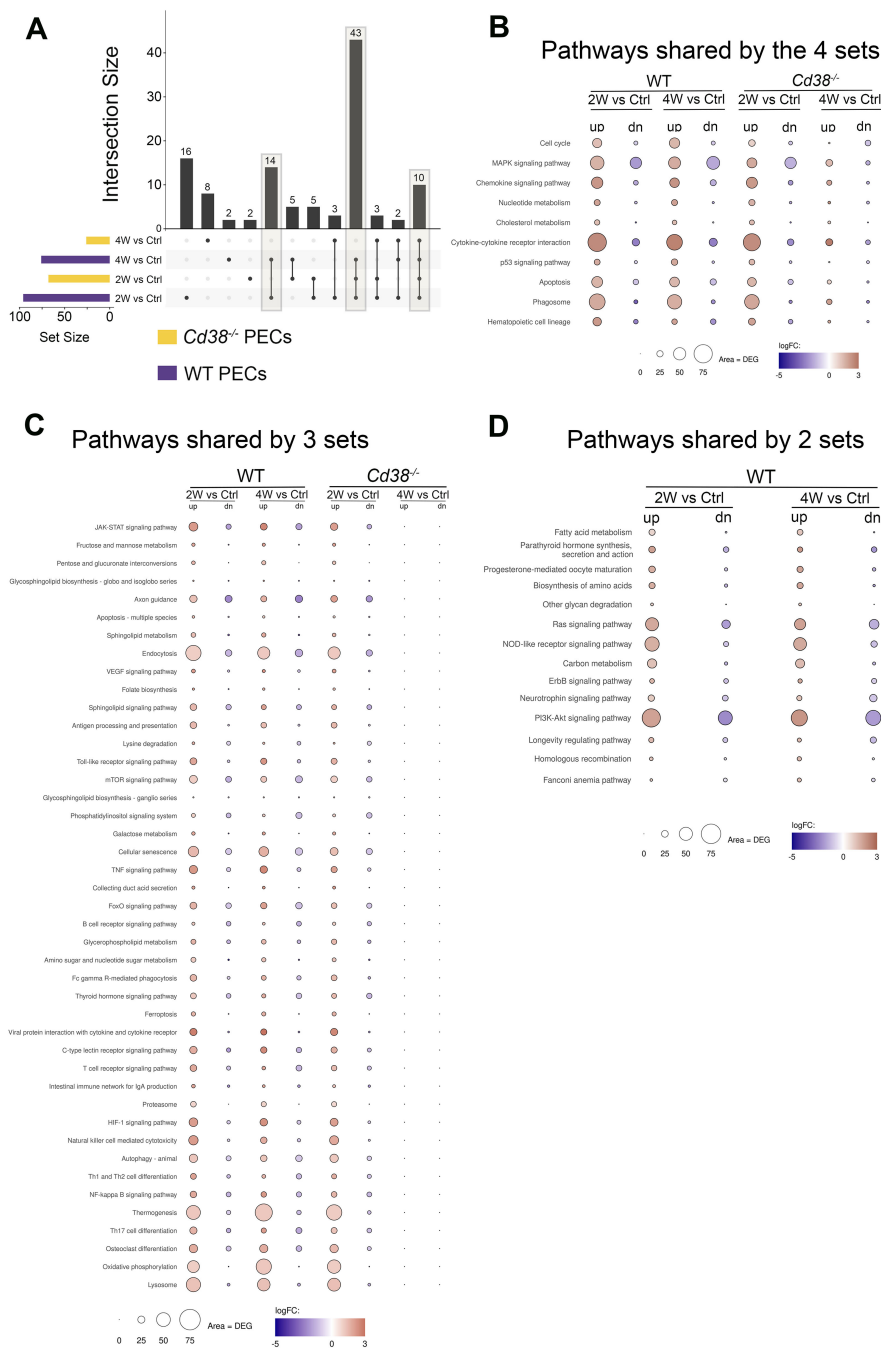 A
Intersection Size
40
30
20
10
0
16
8
2
2
14
5
5
3
43
3
2
10
4W vs Ctrl
4W vs Ctrl
2W vs Ctrl
2W vs Ctrl
100 50 0
Set Size
Cd38-/- PECs
WT PECs
B
Pathways shared by the 4 sets
WT Cd38-/-
2W vs Ctrl 4W vs Ctrl 2W vs Ctrl 4W vs Ctrl
up dn up dn up dn up dn
Cell cycle
MAPK signaling pathway
Chemokine signaling pathway
Nucleotide metabolism
Cholesterol metabolism
Cytokine-cytokine receptor interaction
p53 signaling pathway
Apoptosis
Phagosome
Hematopoietic cell lineage
0 25 50 75 Area = DEG
logFC:
-5 0 3
C
Pathways shared by 3 sets
WT Cd38-/-
2W vs Ctrl 4W vs Ctrl 2W vs Ctrl 4W vs Ctrl
up dn up dn up dn up dn
JAK-STAT signaling pathway
Fructose and mannose metabolism
Pentose and glucuronate interconversions
Glycosphingolipid biosynthesis - globo and isoglobo series
Axon guidance
Apoptosis - multiple species
Sphingolipid metabolism
Endocytosis
VEGF signaling pathway
Folate biosynthesis
Sphingolipid signaling pathway
Antigen processing and presentation
Lysine degradation
Toll-like receptor signaling pathway
mTOR signaling pathway
Glycosphingolipid biosynthesis - ganglio series
Phosphatidylinositol signaling system
Galactose metabolism
Cellular senescence
TNF signaling pathway
Collecting duct acid secretion
FoxO signaling pathway
B cell receptor signaling pathway
Glycerophospholipid metabolism
Amino sugar and nucleotide sugar metabolism
Fc gamma R-mediated phagocytosis
Thyroid hormone signaling pathway
Ferroptosis
Viral protein interaction with cytokine and cytokine receptor
C-type lectin receptor signaling pathway
T cell receptor signaling pathway
Intestinal immune network for IgA production
Proteasome
HIF-1 signaling pathway
Natural killer cell mediated cytotoxicity
Autophagy - animal
Th1 and Th2 cell differentiation
NF-kappa B signaling pathway
Thermogenesis
Th17 cell differentiation
Osteoclast differentiation
Oxidative phosphorylation
Lysosome
0 25 50 75 Area = DEG
logFC:
-5 0 3
D
Pathways shared by 2 sets
WT
2W vs Ctrl 4W vs Ctrl
up dn up dn
Fatty acid metabolism
Parathyroid hormone synthesis,
secretion and action
Progesterone-mediated oocyte maturation
Biosynthesis of amino acids
Other glycan degradation
Ras signaling pathway
NOD-like receptor signaling pathway
Carbon metabolism
ErbB signaling pathway
Neurotrophin signaling pathway
PI3K-Akt signaling pathway
Longevity regulating pathway
Homologous recombination
Fanconi anemia pathway
0 25 50 75 Area = DEG
logFC:
-5 0 3